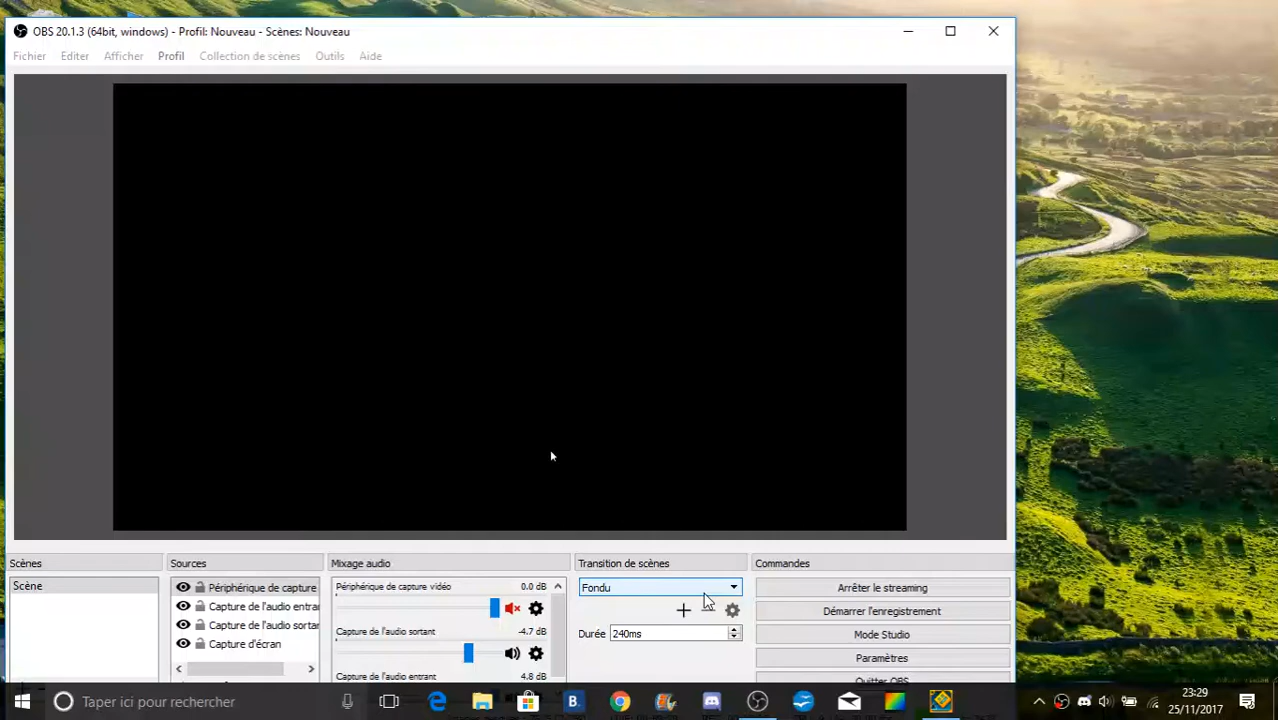 OBS 20.1.3 (64bit, windows) - Profil: Nouveau - Scènes: Nouveau
Fichier Editer Afficher Profil Collection de scènes Outils Aide
Scènes Sources Mixage audio Transition de scènes Commandes
Scène
Périphérique de capture
Capture de l'audio entra
Capture de l'audio sortar
Capture d'écran
Périphérique de capture vidéo 0.0 dB
Capture de l'audio sortant -4.7 dB
Capture de l'audio entrant 4.8 dB
Fondu
Durée 240ms
Arrêter le streaming
Démarrer l'enregistrement
Mode Studio
Paramètres
Quitter OBS
Taper ici pour rechercher
B.
23:29
25/11/2017